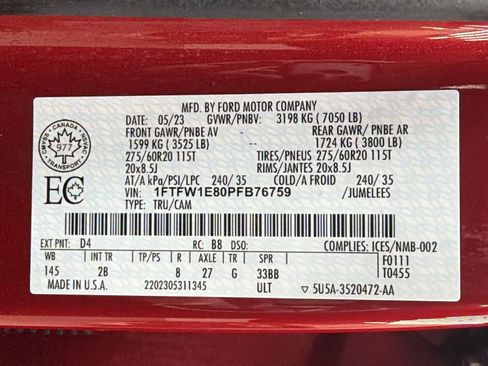 MFD. BY FORD MOTOR COMPANY
DATE: 05/23 GVWR/PNBV: 3198 KG ( 7050 LB)
FRONT GAWR/PNBE AV REAR GAWR/ PNBE AR
1599 KG ( 3525 LB) 1724 KG ( 3800 LB)
275/60R20 115T TIRES/PNEUS 275/60R20 115T
20x8.5J RIMS/JANTES 20x8.5J
AT/A kPa/PSI/LPC 240/ 35 COLD/A FROID 240/ 35
VIN/NIV: 1FTFW1E80PFB76759 /JUMELEES
TYPE: TRU/CAM
CANADA
977
EC
EXT PNT: D4 RC: B8 DSO: COMPLIES: ICES/NMB-002
WB T/T R AXLE TR SPR F0111
145 2B 8 27 G 33BB T0455
MADE IN U.S.A. 2202305311345 ULT ▽ 5U5A-3520472-AA